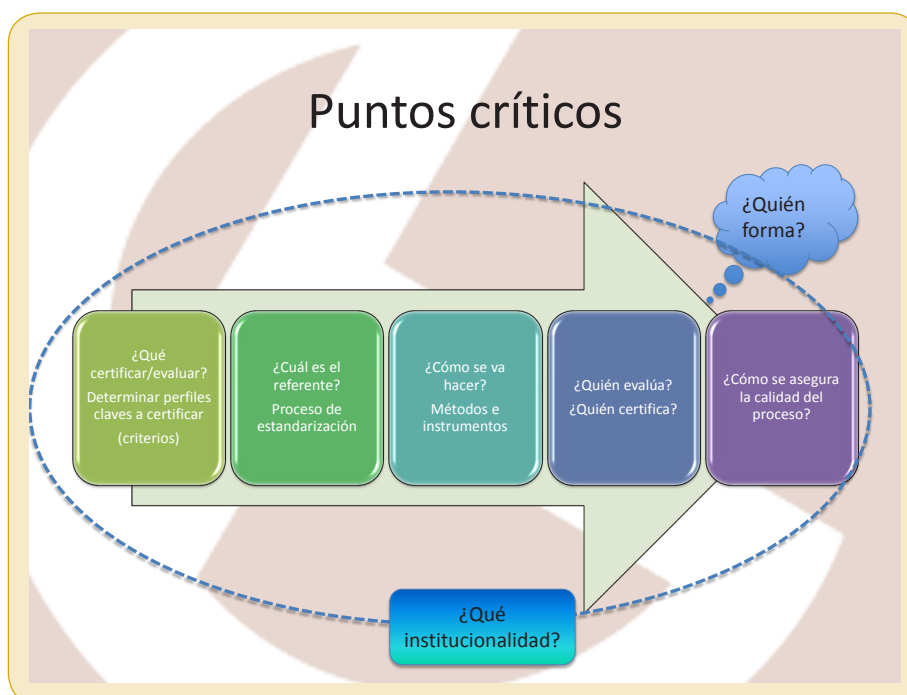 Puntos críticos
¿Quién
forma?
¿Qué
certificar/evaluar?
Determinar perfiles
claves a certificar
(criterios)
¿Cuál es el
referente?
Proceso de
estandarización
¿Cómo se va
hacer?
Métodos e
instrumentos
¿Quién evalúa?
¿Quién certifica?
¿Cómo se asegura
la calidad del
proceso?
¿Qué
institucionalidad?